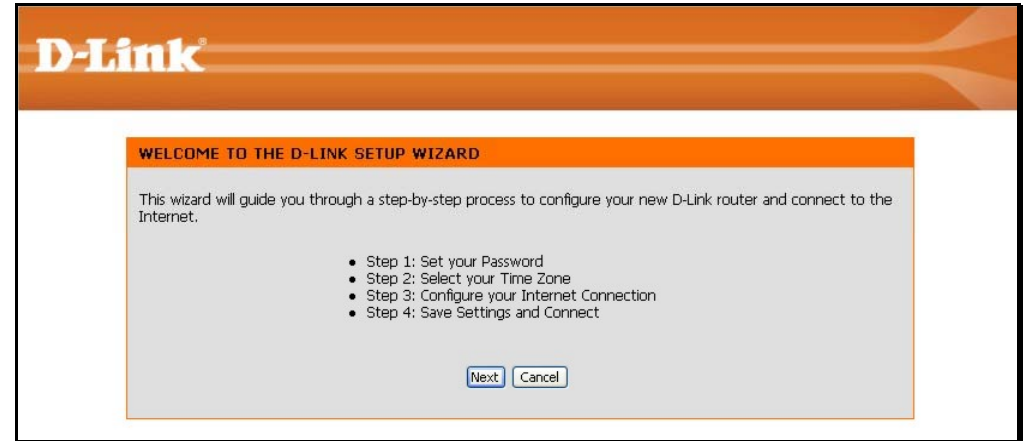 D-Link®
WELCOME TO THE D-LINK SETUP WIZARD
This wizard will guide you through a step-by-step process to configure your new D-Link router and connect to the
Internet.
• Step 1: Set your Password
• Step 2: Select your Time Zone
• Step 3: Configure your Internet Connection
• Step 4: Save Settings and Connect
Next Cancel